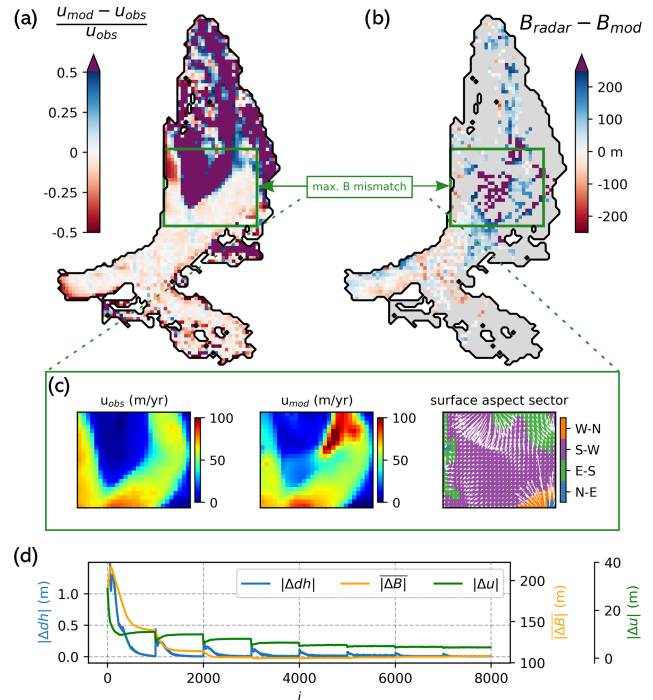 (a)
u_mod − u_obs
u_obs
(b)
B_radar − B_mod
0.5
0.25
0
-0.25
-0.5
200
100
0 m
-100
-200
max. B mismatch
(c)
u_obs (m/yr)
u_mod (m/yr)
surface aspect sector
100
50
0
100
50
0
W-N
S-W
E-S
N-E
(d)
|Δdh| (m)
1.0
0.5
0.0
|Δdh|
|ΔB|
|Δu|
200
150
100
|ΔB| (m)
40
20
0
|Δu| (m)
0
2000
4000
6000
8000
i